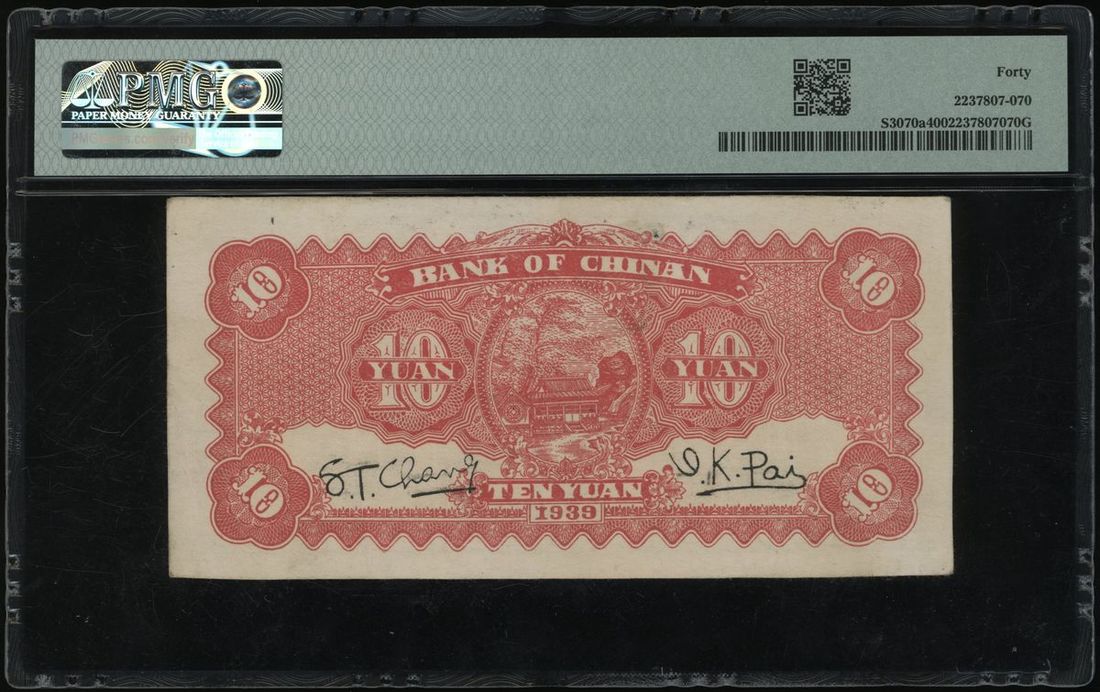 PMG
PAPER MONEY GUARANTY
Forty
2237807-070
S3070a4002237807070G
BANK OF CHINAN
10
10
10
YUAN
10
YUAN
S.T. Chang
TEN YUAN
1939
10
10